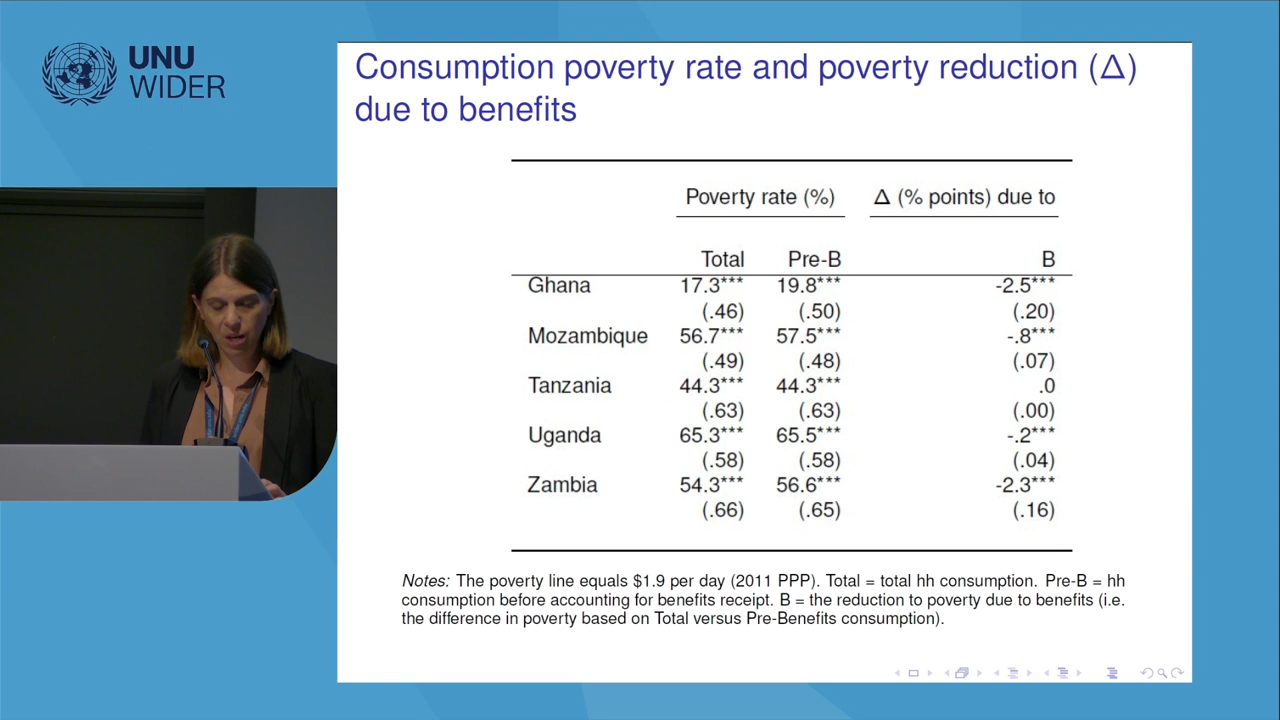 UNU
WIDER
Consumption poverty rate and poverty reduction (Δ)
due to benefits
Poverty rate (%) Δ (% points) due to
Total Pre-B B
Ghana 17.3*** 19.8*** -2.5***
(.46) (.50) (.20)
Mozambique 56.7*** 57.5*** -.8***
(.49) (.48) (.07)
Tanzania 44.3*** 44.3*** .0
(.63) (.63) (.00)
Uganda 65.3*** 65.5*** -.2***
(.58) (.58) (.04)
Zambia 54.3*** 56.6*** -2.3***
(.66) (.65) (.16)
Notes: The poverty line equals $1.9 per day (2011 PPP). Total = total hh consumption. Pre-B = hh
consumption before accounting for benefits receipt. B = the reduction to poverty due to benefits (i.e.
the difference in poverty based on Total versus Pre-Benefits consumption).